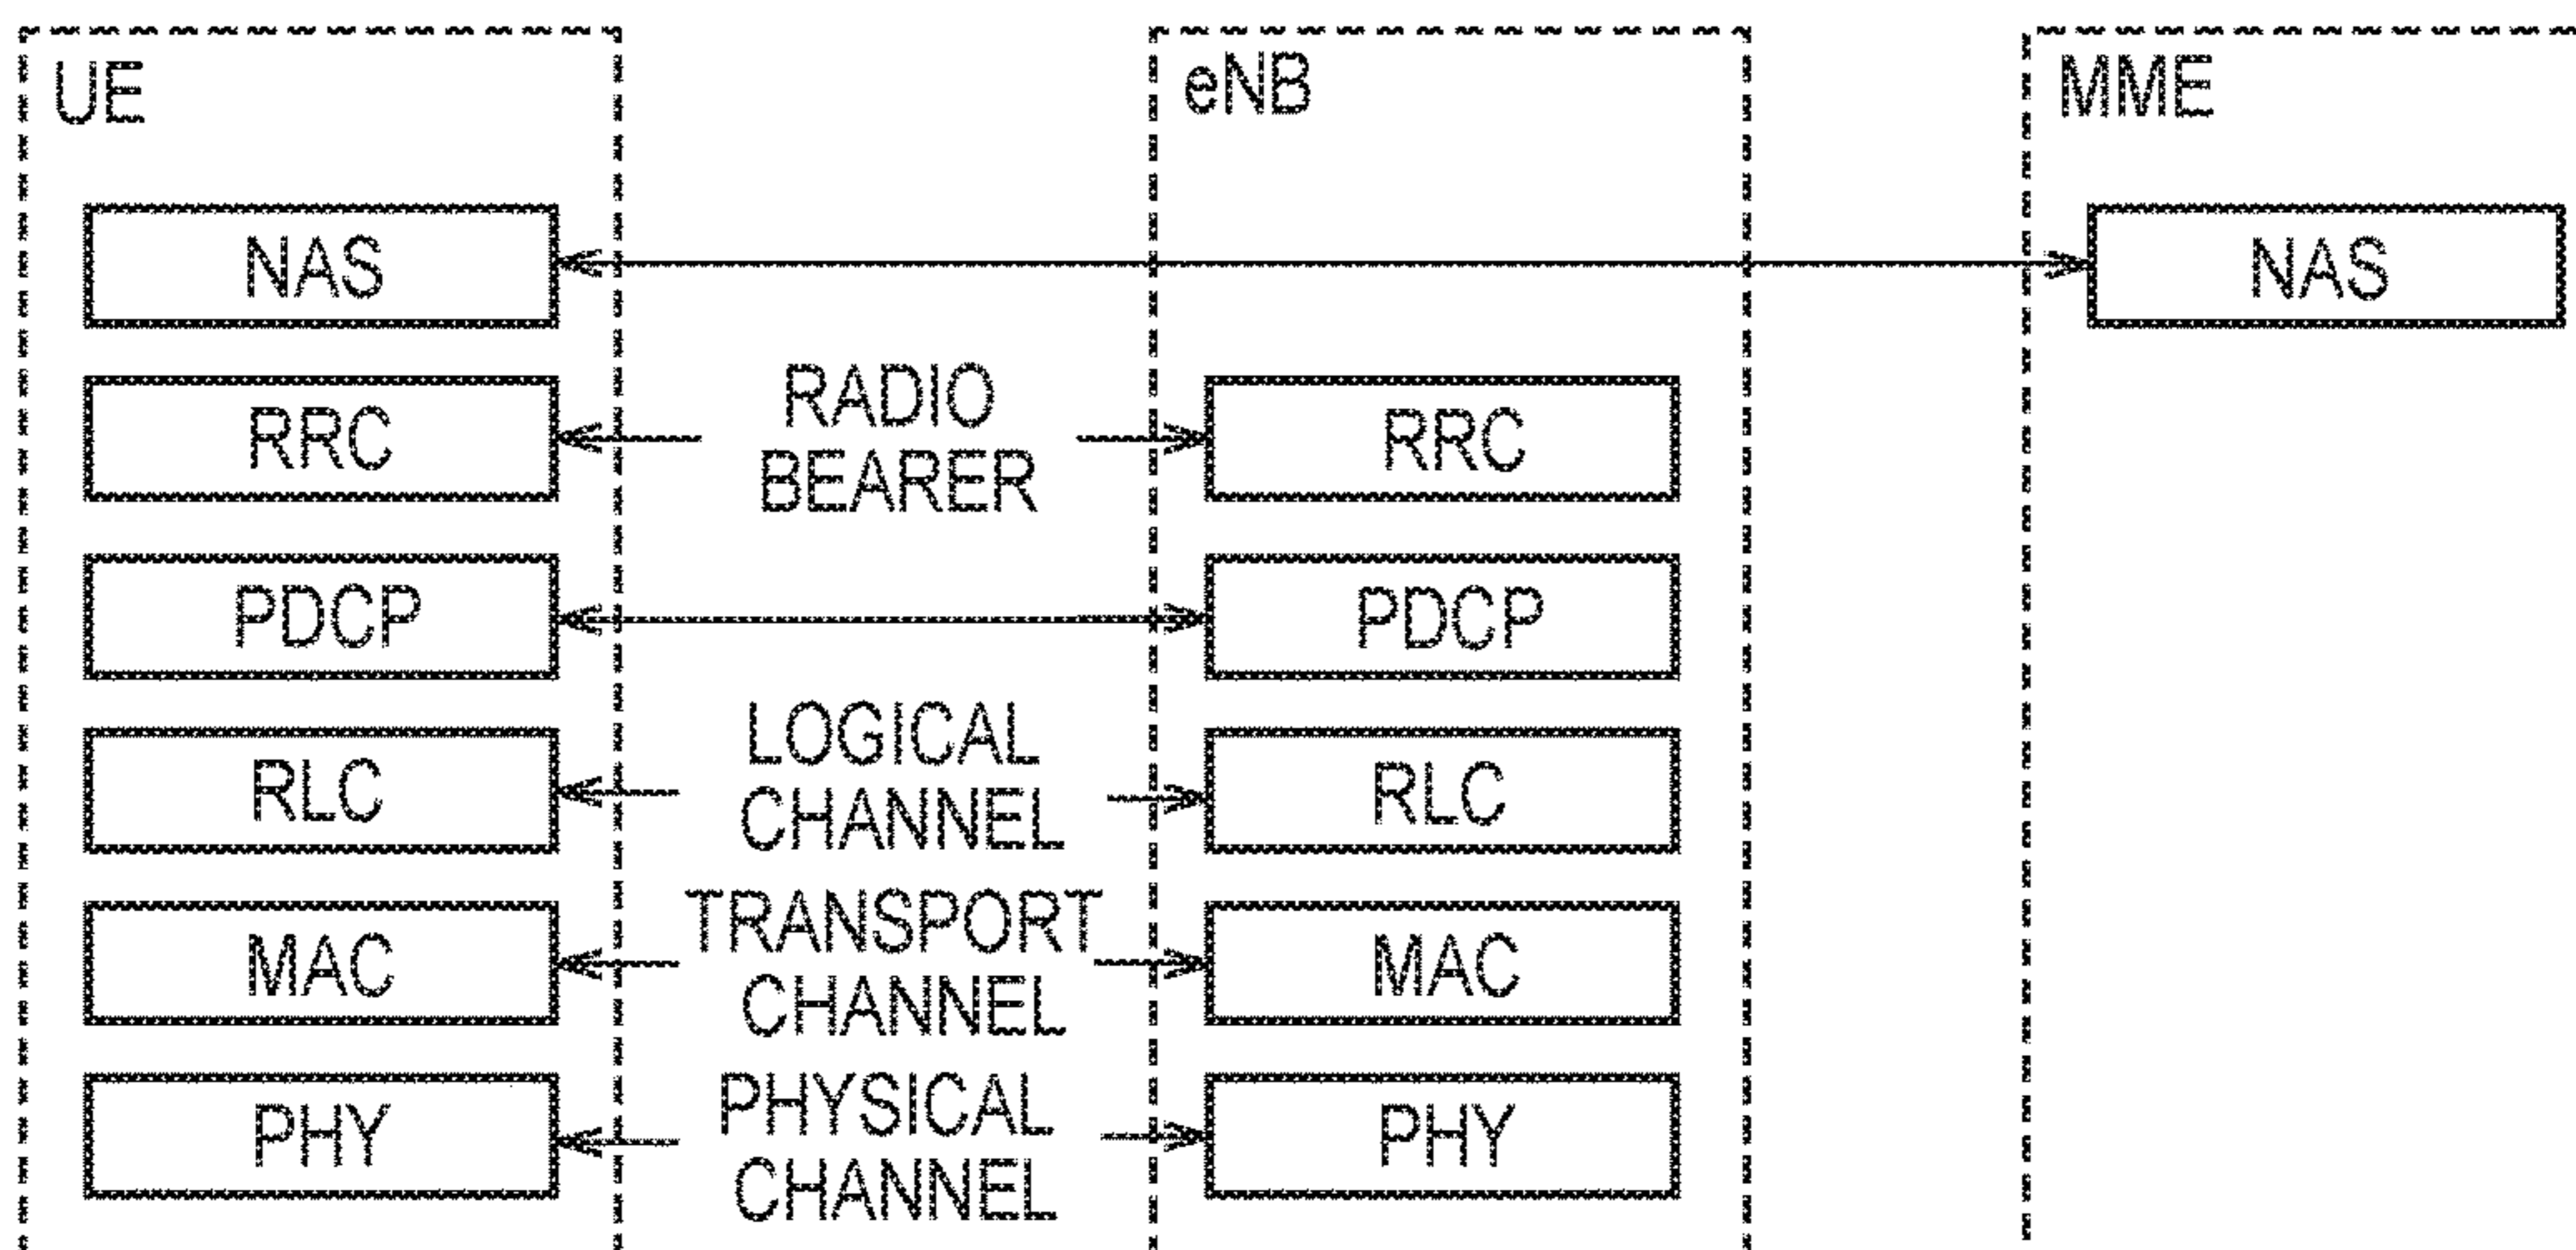 UE
eNB
MME
NAS
NAS
RRC
RADIO
BEARER
RRC
PDCP
PDCP
RLC
LOGICAL
CHANNEL
RLC
MAC
TRANSPORT
CHANNEL
MAC
PHY
PHYSICAL
CHANNEL
PHY